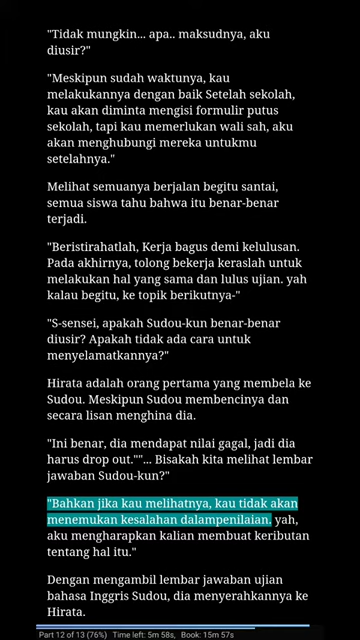 "Tidak mungkin... apa.. maksudnya, aku
diusir?"
"Meskipun sudah waktunya, kau
melakukannya dengan baik Setelah sekolah,
kau akan diminta mengisi formulir putus
sekolah, tapi kau memerlukan wali sah, aku
akan menghubungi mereka untukmu
setelahnya."
Melihat semuanya berjalan begitu santai,
semua siswa tahu bahwa itu benar-benar
terjadi.
"Beristirahatlah, Kerja bagus demi kelulusan.
Pada akhirnya, tolong bekerja keraslah untuk
melakukan hal yang sama dan lulus ujian. yah
kalau begitu, ke topik berikutnya-"
"S-sensei, apakah Sudou-kun benar-benar
diusir? Apakah tidak ada cara untuk
menyelamatkannya?"
Hirata adalah orang pertama yang membela ke
Sudou. Meskipun Sudou membencinya dan
secara lisan menghina dia.
"Ini benar, dia mendapat nilai gagal, jadi dia
harus drop out.""... Bisakah kita melihat lembar
jawaban Sudou-kun?"
"Bahkan jika kau melihatnya, kau tidak akan
menemukan kesalahan dalampenilaian. yah,
aku mengharapkan kalian membuat keributan
tentang hal itu."
Dengan mengambil lembar jawaban ujian
bahasa Inggris Sudou, dia menyerahkannya ke
Hirata.
Part 12 of 13 (76%) Time left: 5m 58s, Book: 15m 57s